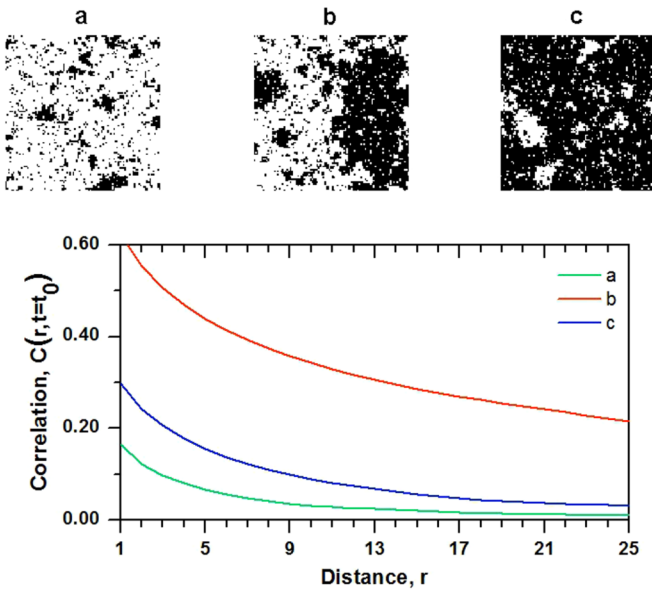 a b c
0.60
0.40
0.20
0.00
Correlation, C(r,t=t0)
a
b
c
1 5 9 13 17 21 25
Distance, r